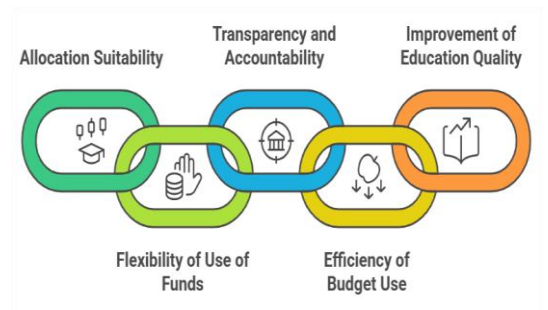 Allocation Suitability
Transparency and
Accountability
Improvement of
Education Quality
Flexibility of Use of
Funds
Efficiency of
Budget Use